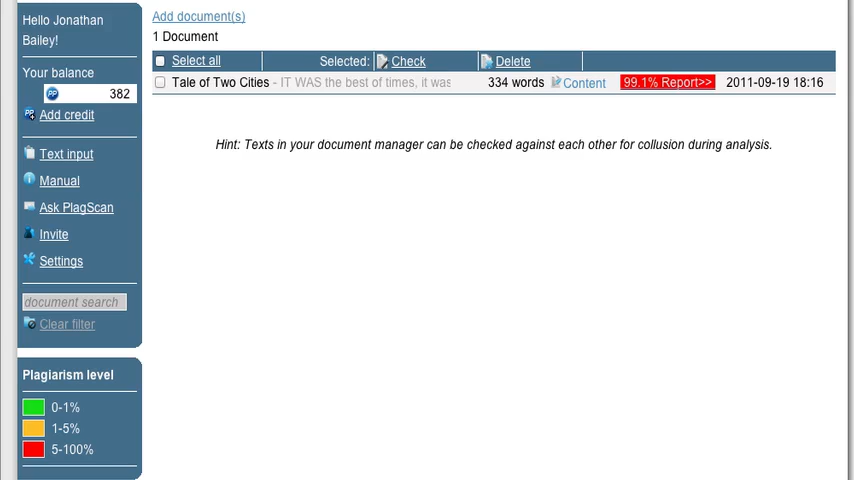 Hello Jonathan
Bailey!
Your balance
PP 382
Add credit
Text input
Manual
Ask PlagScan
Invite
Settings
document search
Clear filter
Plagiarism level
0-1%
1-5%
5-100%
Add document(s)
1 Document
Select all Selected: Check Delete
Tale of Two Cities - IT WAS the best of times, it was 334 words Content 99.1% Report>> 2011-09-19 18:16
Hint: Texts in your document manager can be checked against each other for collusion during analysis.